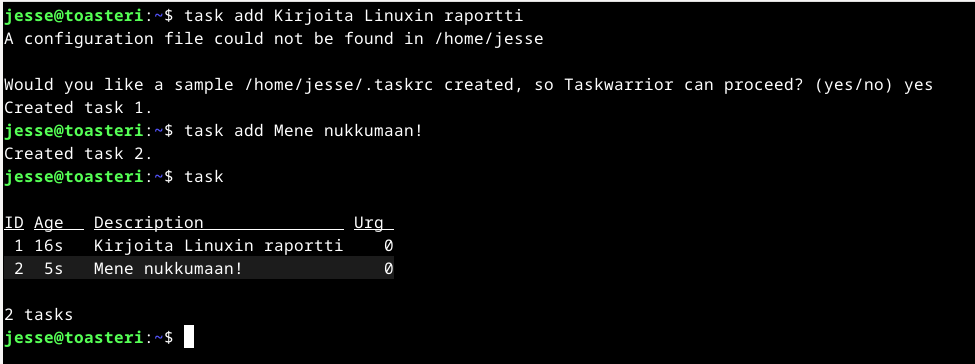 jesse@toasteri:~$ task add Kirjoita Linuxin raportti
A configuration file could not be found in /home/jesse
Would you like a sample /home/jesse/.taskrc created, so Taskwarrior can proceed? (yes/no) yes
Created task 1.
jesse@toasteri:~$ task add Mene nukkumaan!
Created task 2.
jesse@toasteri:~$ task
ID Age Description Urg
1 16s Kirjoita Linuxin raportti 0
2 5s Mene nukkumaan! 0
2 tasks
jesse@toasteri:~$